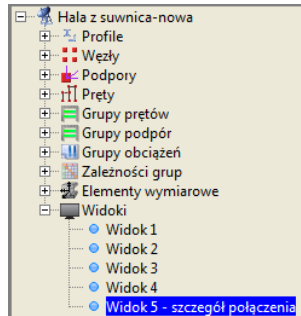 Hala z suwnica-nowa
Profile
Węzły
Podpory
Pręty
Grupy prętów
Grupy podpór
Grupy obciążeń
Zależności grup
Elementy wymiarowe
Widoki
Widok 1
Widok 2
Widok 3
Widok 4
Widok 5 - szczegół połączenia